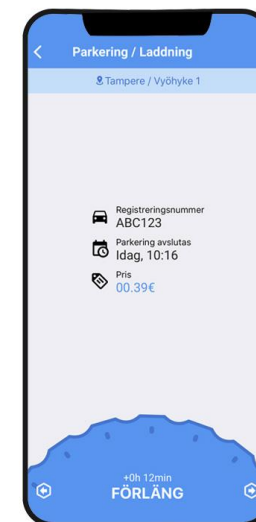 Parkering / Laddning
Tampere / Vyöhyke 1
Registreringsnummer
ABC123
Parkering avslutas
Idag, 10:16
Pris
00.39€
+0h 12min
FÖRLÄNG